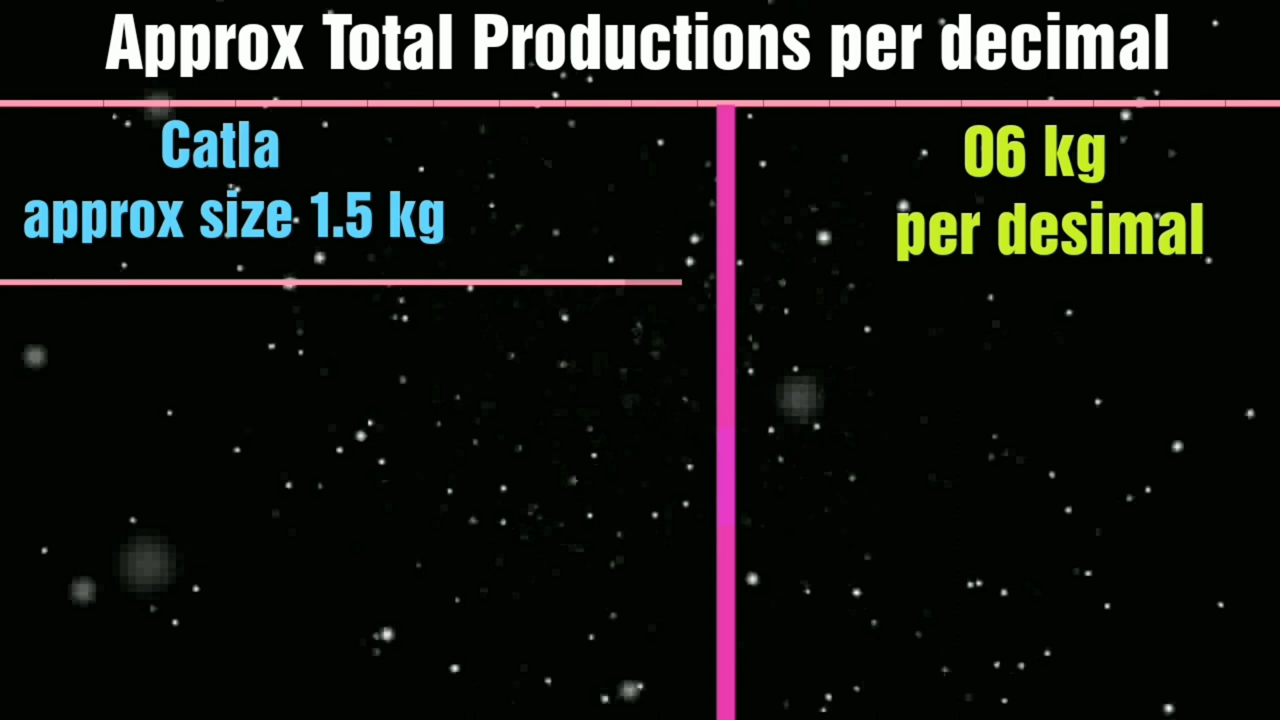 Approx Total Productions per decimal
Catla
approx size 1.5 kg
06 kg
per desimal